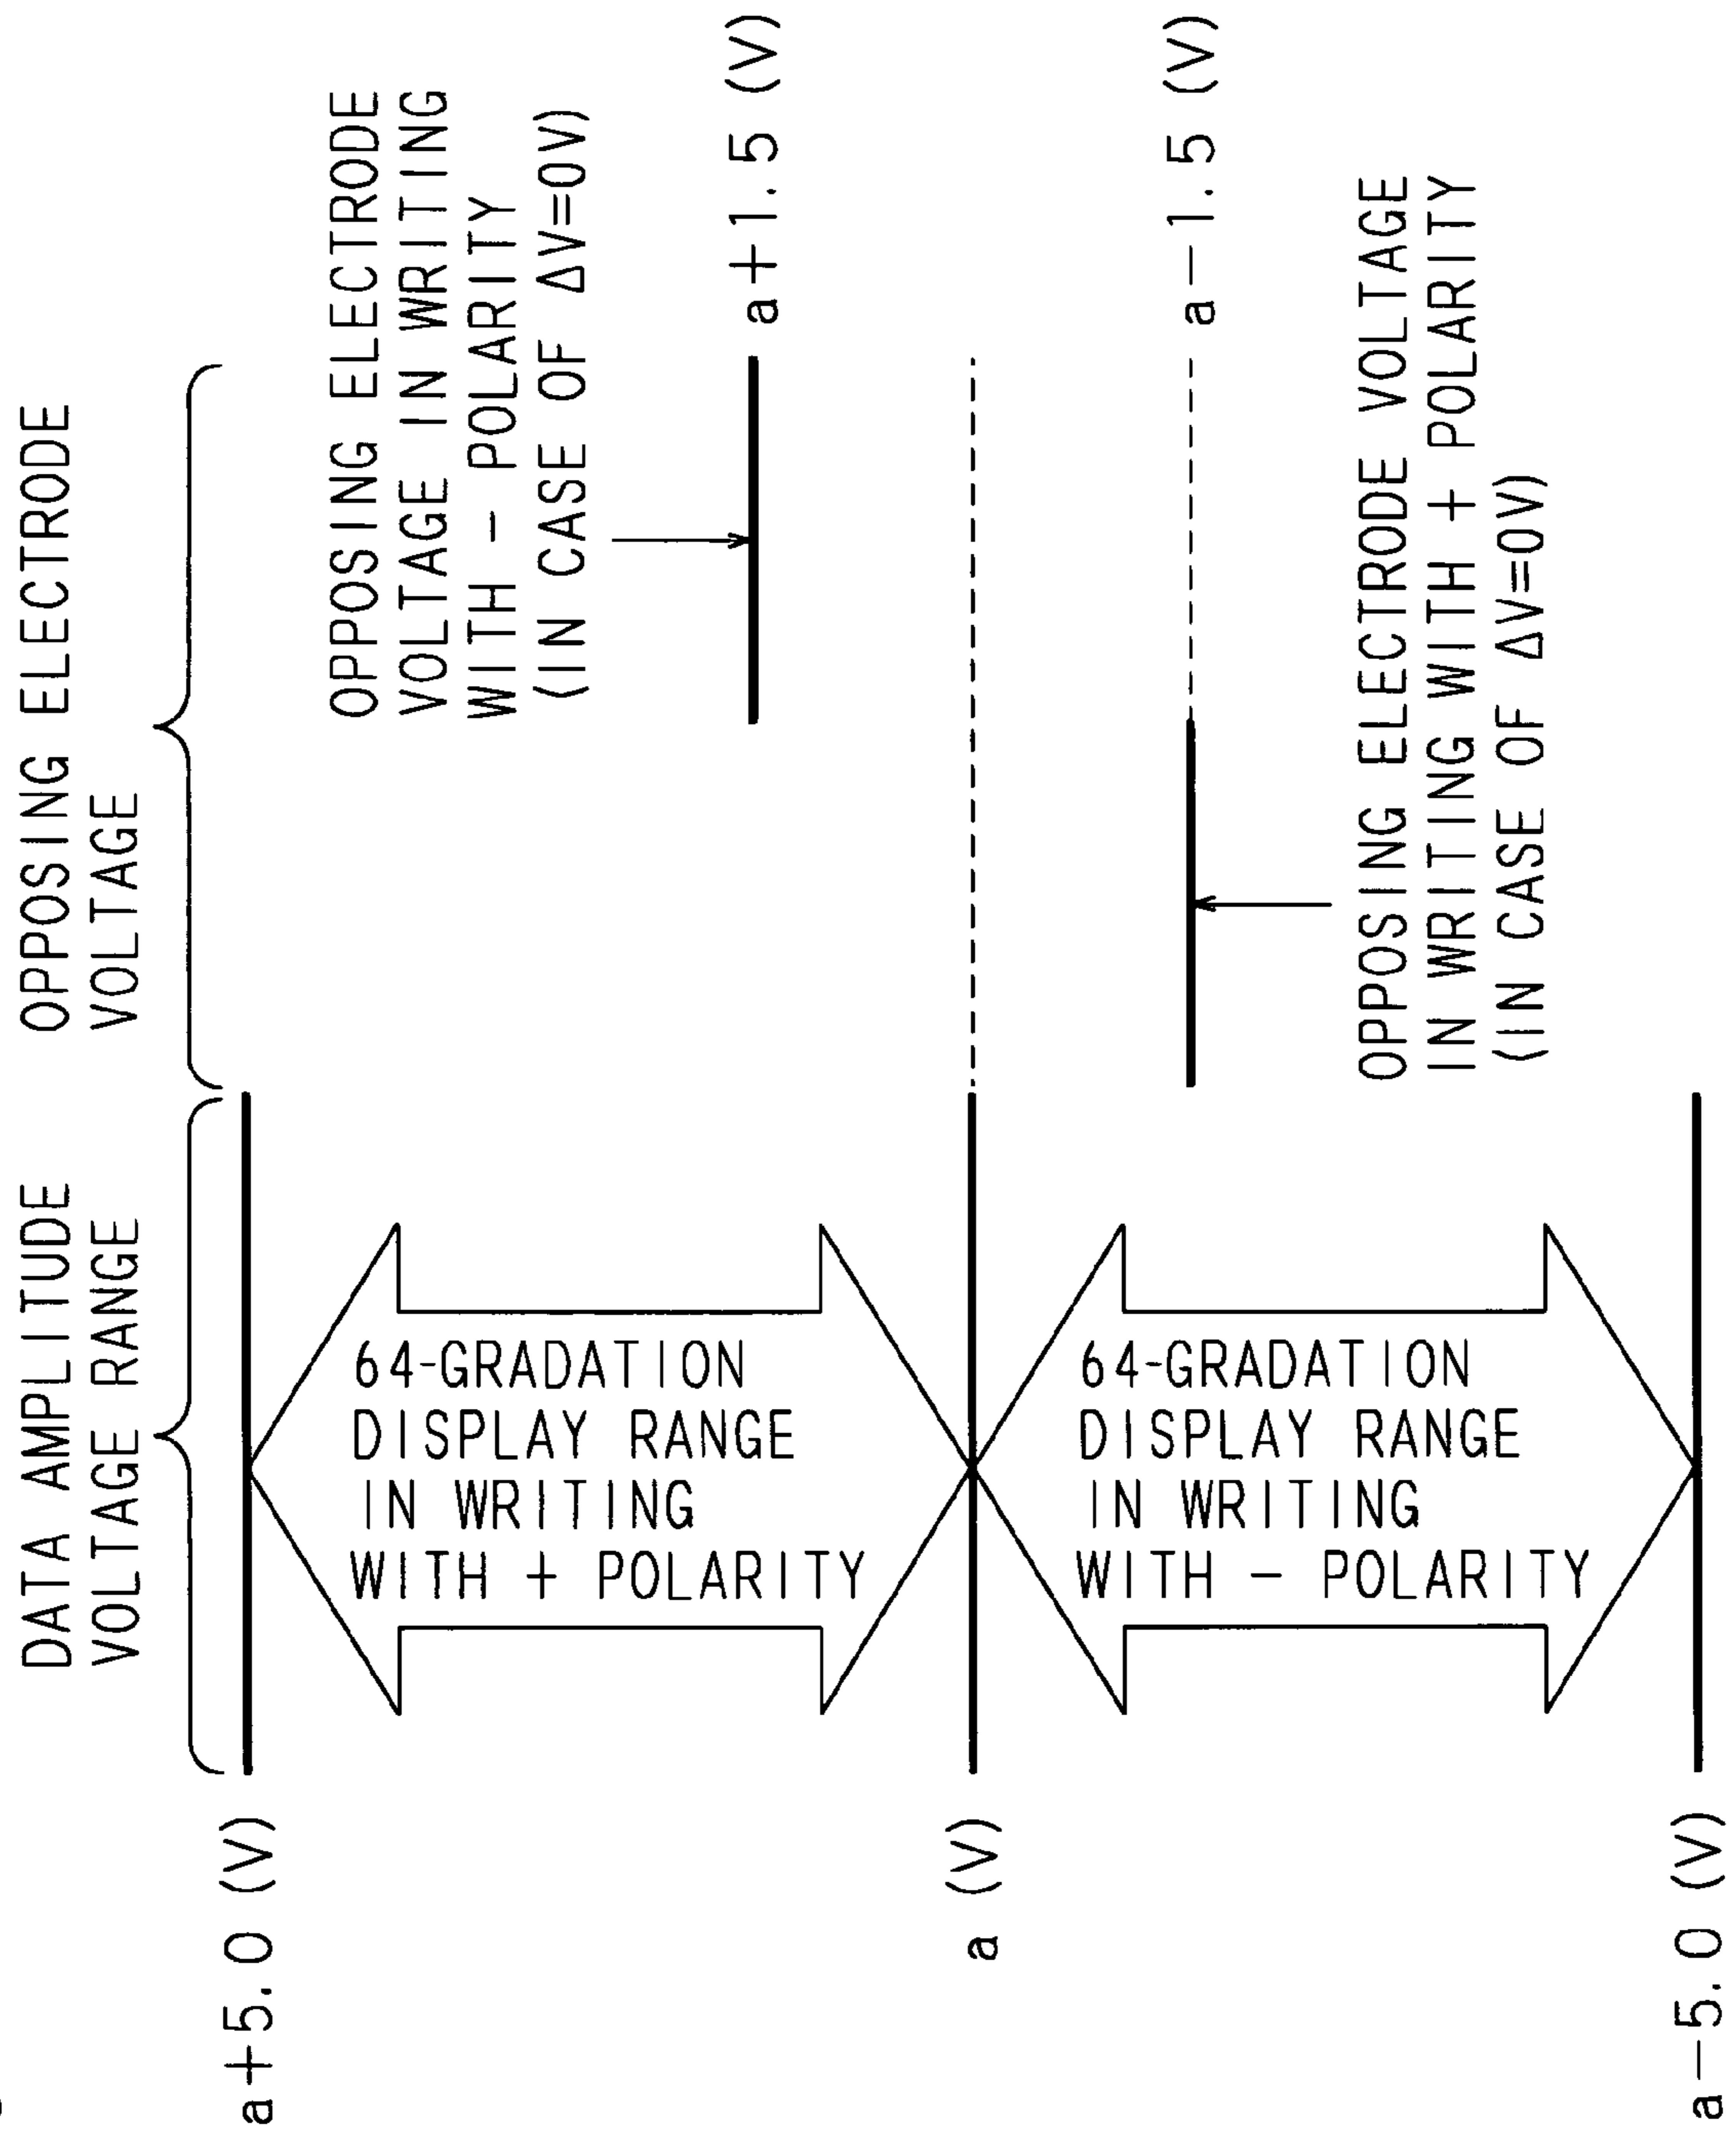 DATA AMPLITUDE
VOLTAGE RANGE
OPPOSING ELECTRODE
VOLTAGE
a+5.0 (V)
64-GRADATION
DISPLAY RANGE
IN WRITING
WITH + POLARITY
OPPOSING ELECTRODE
VOLTAGE IN WRITING
WITH − POLARITY
(IN CASE OF ΔV=0V)
a+1.5 (V)
a (V)
64-GRADATION
DISPLAY RANGE
IN WRITING
WITH − POLARITY
a−1.5 (V)
OPPOSING ELECTRODE VOLTAGE
IN WRITING WITH + POLARITY
(IN CASE OF ΔV=0V)
a−5.0 (V)